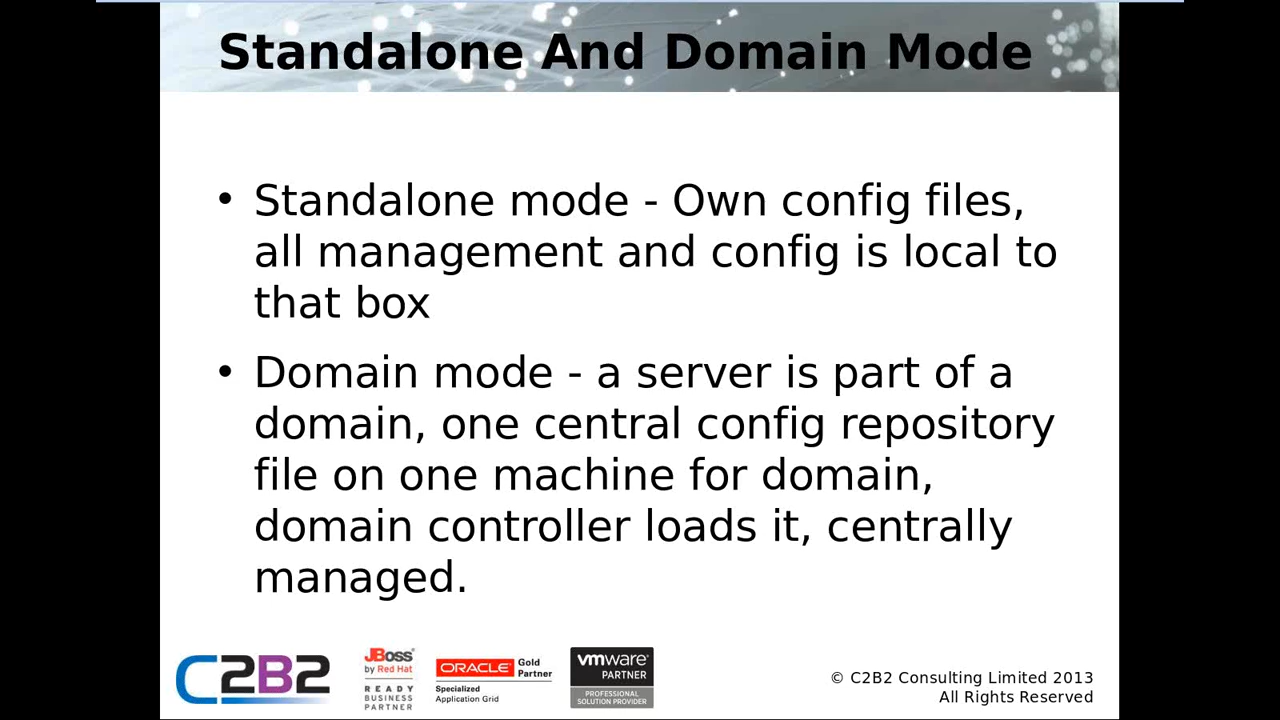 Standalone And Domain Mode
• Standalone mode - Own config files,
all management and config is local to
that box
• Domain mode - a server is part of a
domain, one central config repository
file on one machine for domain,
domain controller loads it, centrally
managed.
C2B2
JBoss®
by Red Hat
READY
BUSINESS
PARTNER
ORACLE® Gold
Partner
Specialized
Application Grid
vmware®
PARTNER
PROFESSIONAL
SOLUTION PROVIDER
© C2B2 Consulting Limited 2013
All Rights Reserved